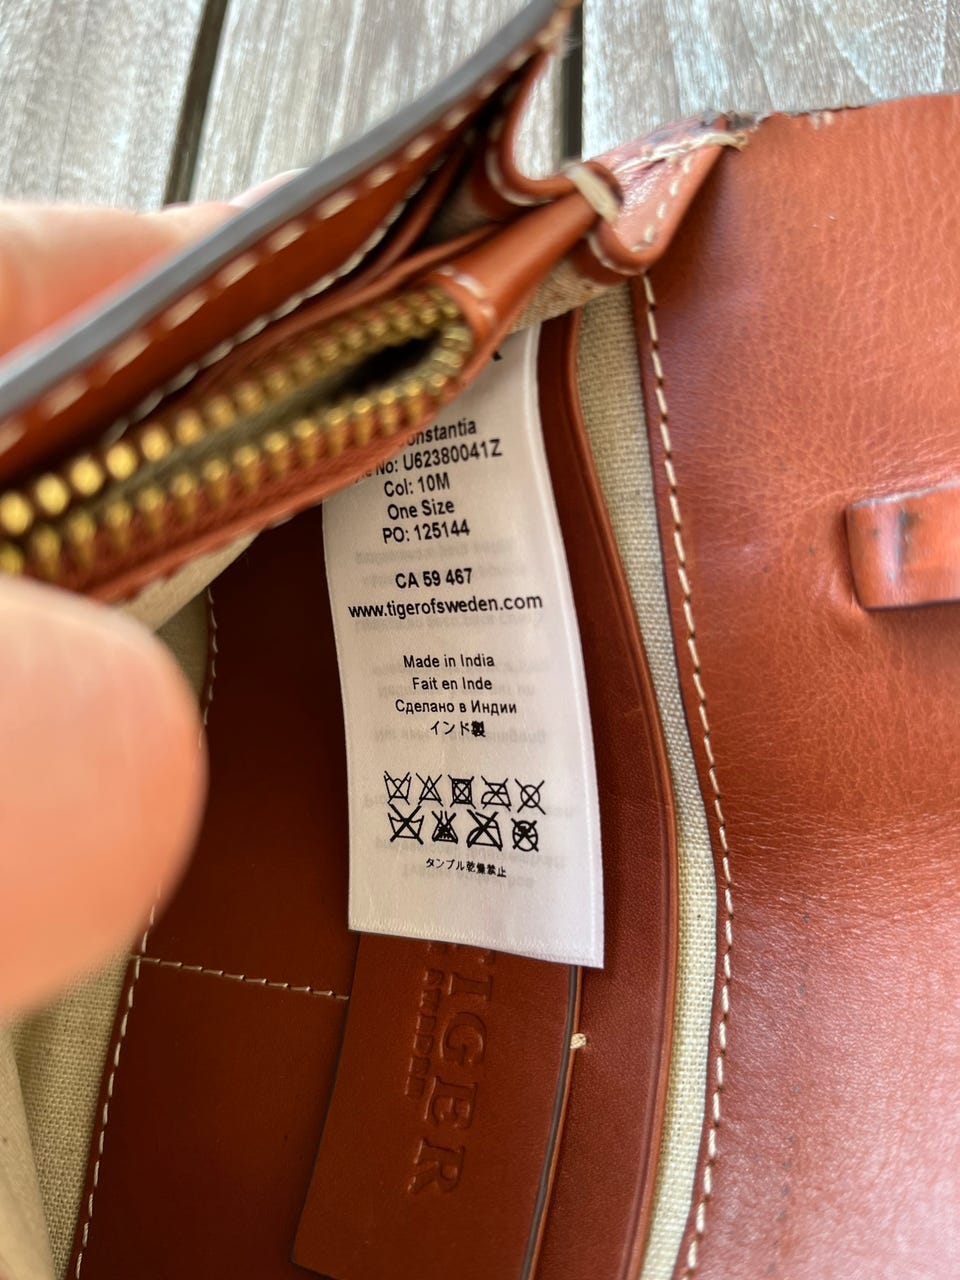 No: U62380041Z
Col: 10M
One Size
PO: 125144
CA 59 467
www.tigerofsweden.com
Made in India
Fait en Inde
Сделано в Индии
インド製
タンブル乾燥禁止
TIGER